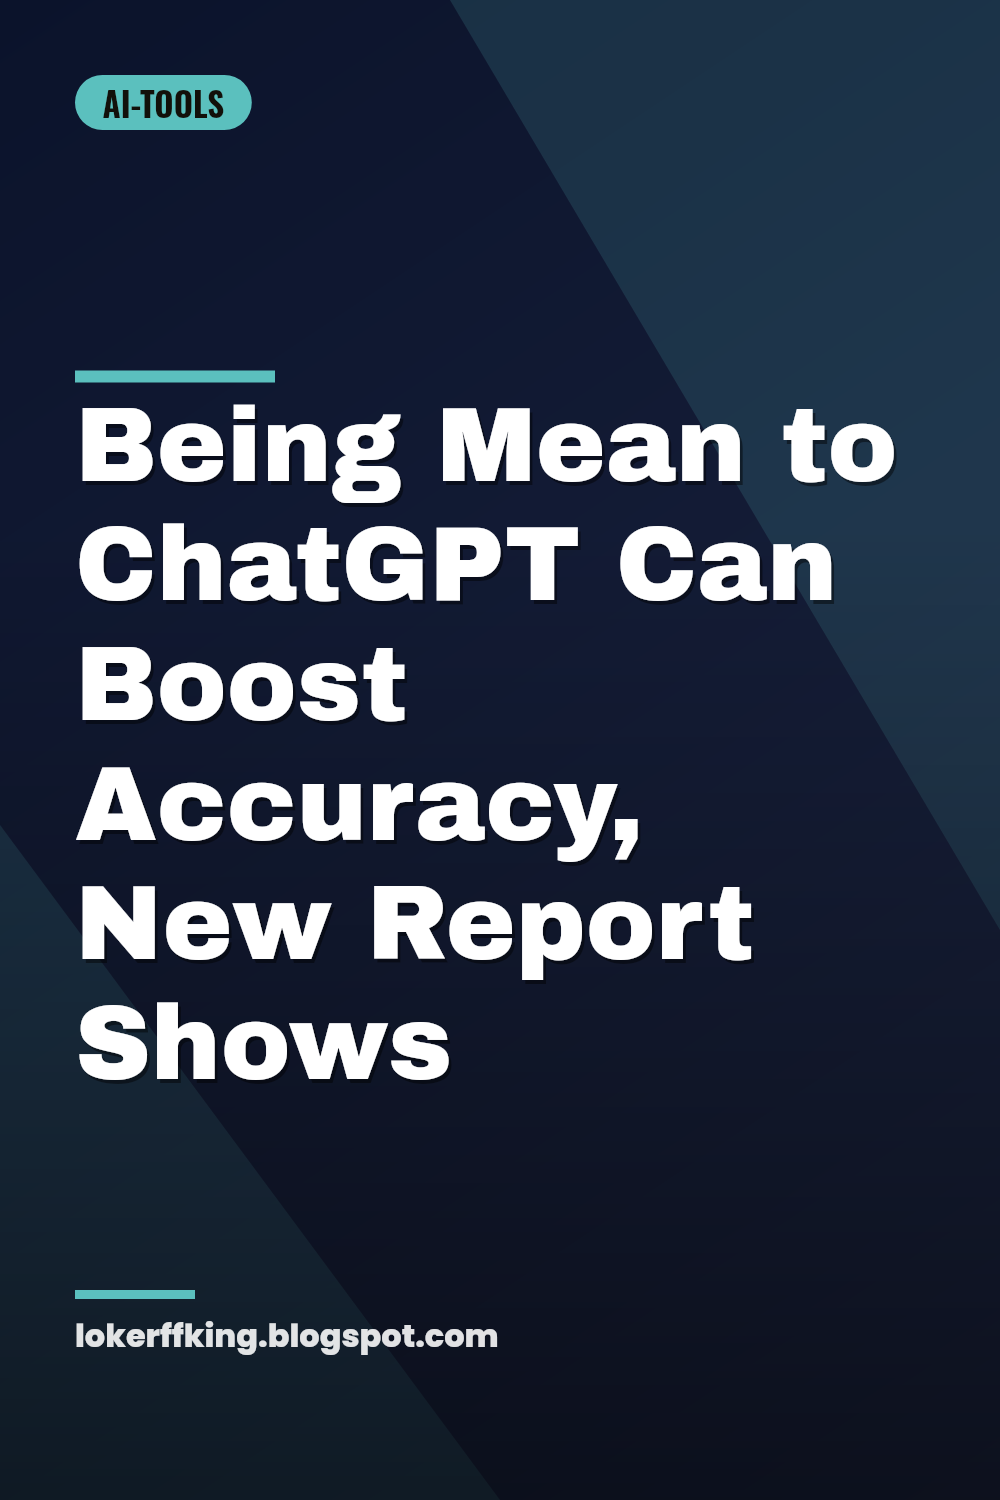 AI-TOOLS
Being Mean to
ChatGPT Can
Boost
Accuracy,
New Report
Shows
lokerffking.blogspot.com